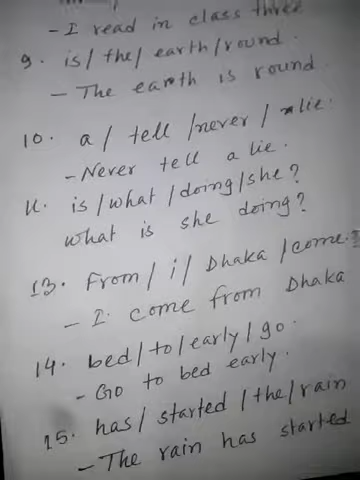 - I read in class three
9. is/ the/ earth/round.
- The earth is round.
10. a/ tell /never/ lie.
- Never tell a lie.
11. is/what/doing/she?
what is she doing?
13. From/ i/ Dhaka /come.
- I come from Dhaka
14. bed/to/early/go.
- Go to bed early.
15. has/ started /the/rain
- The rain has started